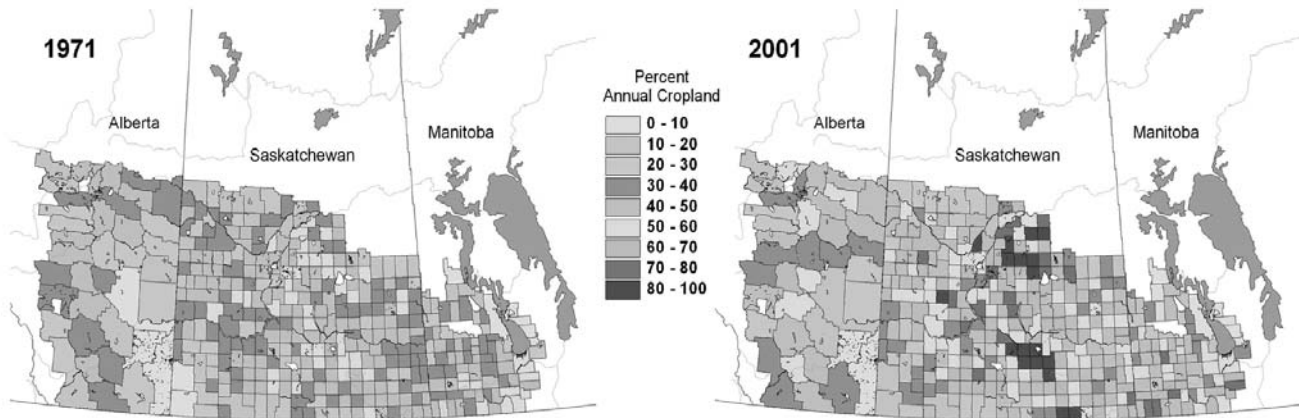 1971
Alberta
Saskatchewan
Manitoba
Percent
Annual Cropland
0 - 10
10 - 20
20 - 30
30 - 40
40 - 50
50 - 60
60 - 70
70 - 80
80 - 100
2001
Alberta
Saskatchewan
Manitoba